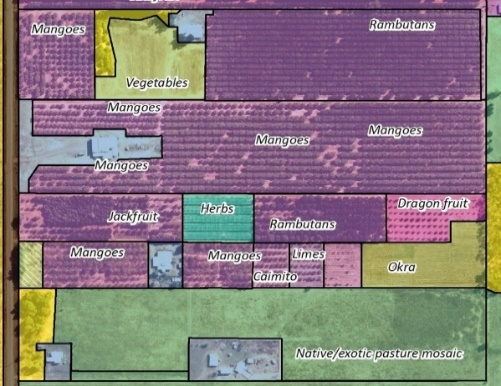 Mangoes
Rambutans
Vegetables
Mangoes
Mangoes
Mangoes
Mangoes
Jackfruit
Herbs
Rambutans
Dragon fruit
Mangoes
Mangoes
Limes
Caimito
Okra
Native/exotic pasture mosaic